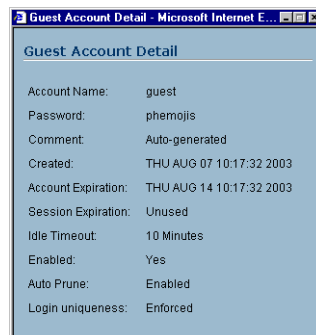 Guest Account Detail - Microsoft Internet E...
Guest Account Detail
Account Name: guest
Password: phemojis
Comment: Auto-generated
Created: THU AUG 07 10:17:32 2003
Account Expiration: THU AUG 14 10:17:32 2003
Session Expiration: Unused
Idle Timeout: 10 Minutes
Enabled: Yes
Auto Prune: Enabled
Login uniqueness: Enforced